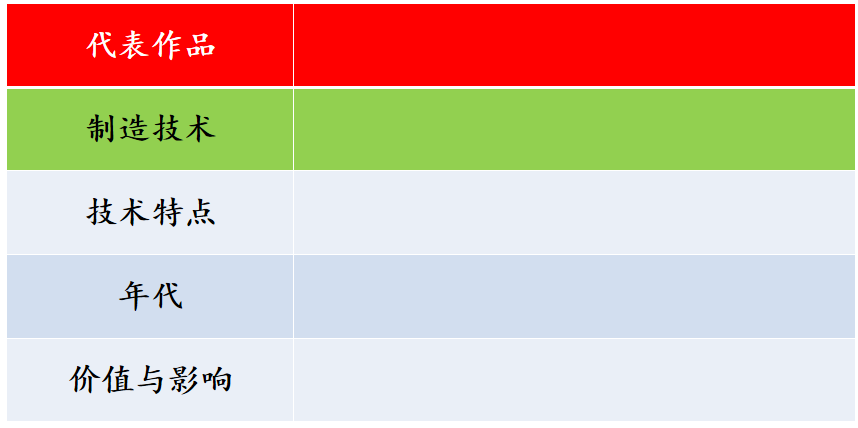 代表作品
制造技术
技术特点
年代
价值与影响